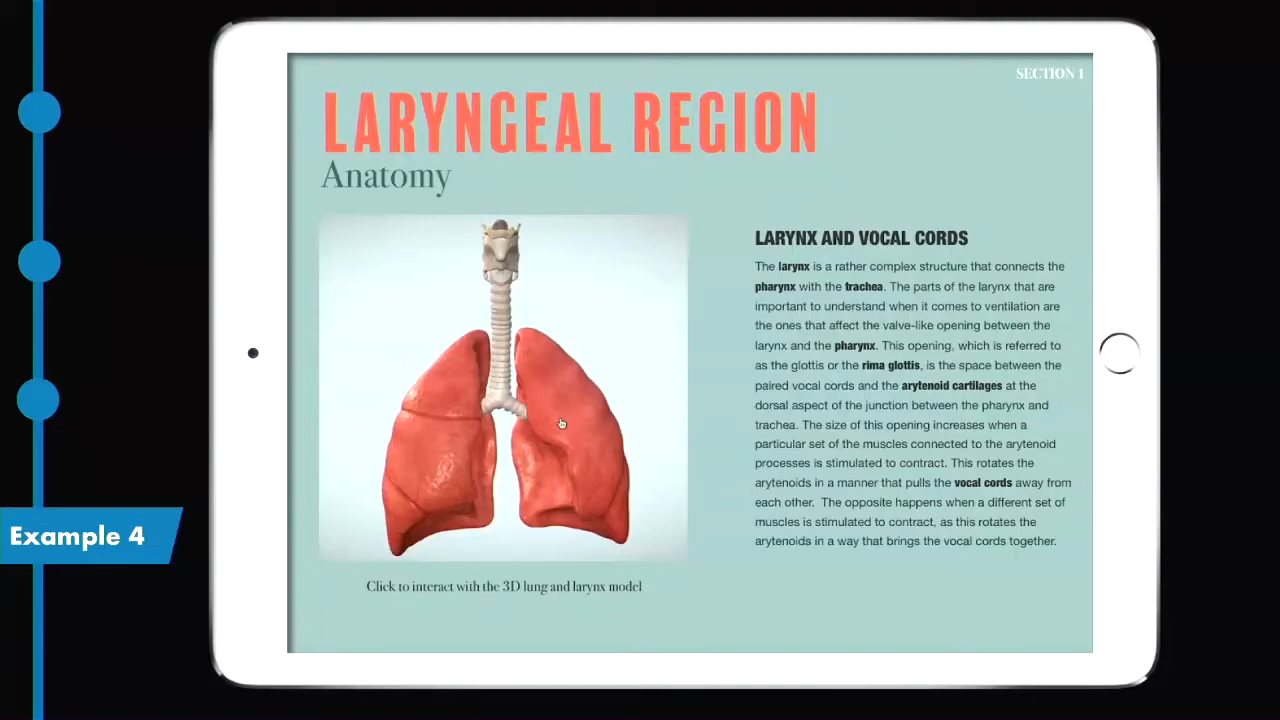 SECTION 1
LARYNGEAL REGION
Anatomy
LARYNX AND VOCAL CORDS
The larynx is a rather complex structure that connects the
pharynx with the trachea. The parts of the larynx that are
important to understand when it comes to ventilation are
the ones that affect the valve-like opening between the
larynx and the pharynx. This opening, which is referred to
as the glottis or the rima glottis, is the space between the
paired vocal cords and the arytenoid cartilages at the
dorsal aspect of the junction between the pharynx and
trachea. The size of this opening increases when a
particular set of the muscles connected to the arytenoid
processes is stimulated to contract. This rotates the
arytenoids in a manner that pulls the vocal cords away from
each other. The opposite happens when a different set of
muscles is stimulated to contract, as this rotates the
arytenoids in a way that brings the vocal cords together.
Click to interact with the 3D lung and larynx model
Example 4